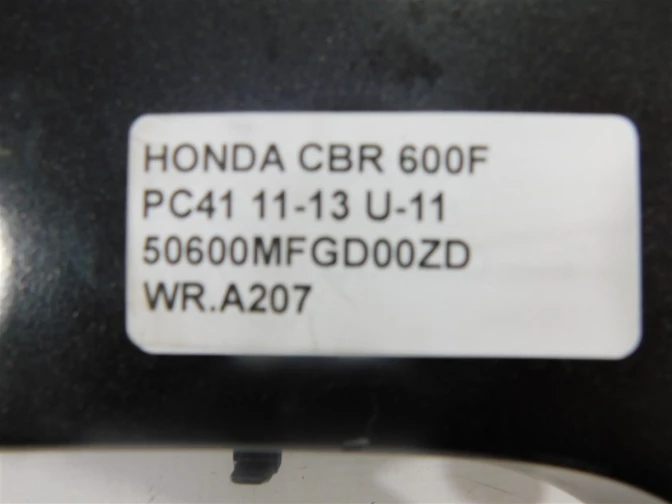 HONDA CBR 600F
PC41 11-13 U-11
50600MFGD00ZD
WR.A207